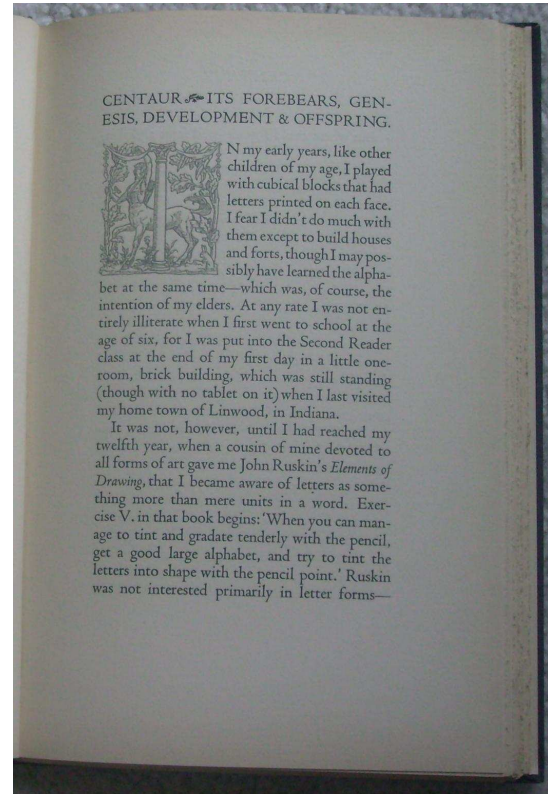 CENTAUR ITS FOREBEARS, GEN-
ESIS, DEVELOPMENT & OFFSPRING.
IN my early years, like other
children of my age, I played
with cubical blocks that had
letters printed on each face.
I fear I didn't do much with
them except to build houses
and forts, though I may pos-
sibly have learned the alpha-
bet at the same time—which was, of course, the
intention of my elders. At any rate I was not en-
tirely illiterate when I first went to school at the
age of six, for I was put into the Second Reader
class at the end of my first day in a little one-
room, brick building, which was still standing
(though with no tablet on it) when I last visited
my home town of Linwood, in Indiana.
It was not, however, until I had reached my
twelfth year, when a cousin of mine devoted to
all forms of art gave me John Ruskin's Elements of
Drawing, that I became aware of letters as some-
thing more than mere units in a word. Exer-
cise V. in that book begins: 'When you can man-
age to tint and gradate tenderly with the pencil,
get a good large alphabet, and try to tint the
letters into shape with the pencil point.' Ruskin
was not interested primarily in letter forms—